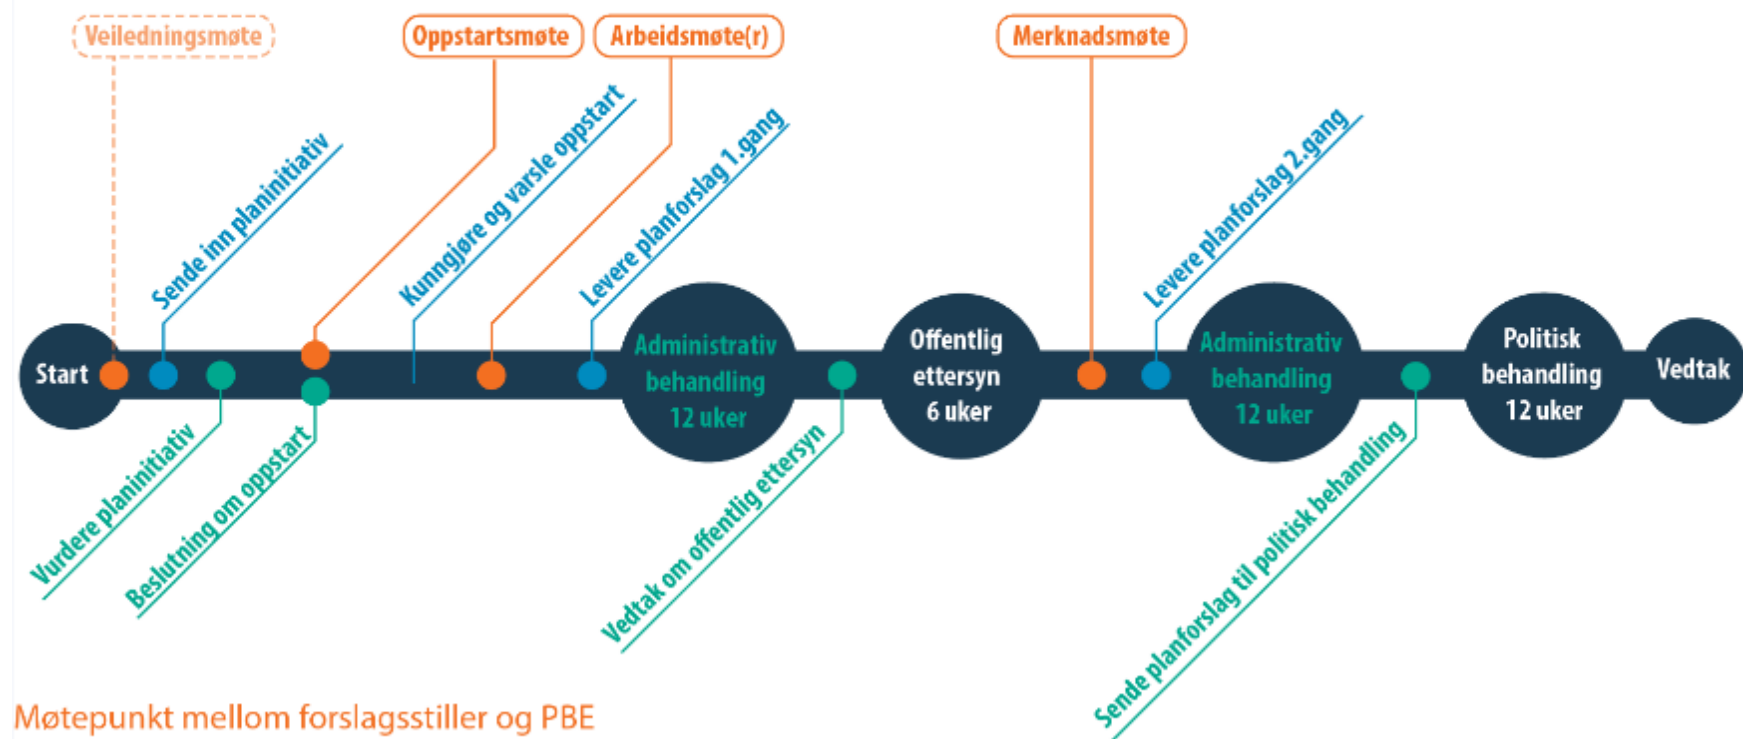 Veiledningsmøte
Oppstartsmøte
Arbeidsmøte(r)
Merknadsmøte
Sende inn planinitiativ
Kunngjøre og varsle oppstart
Levere planforslag 1.gang
Levere planforslag 2.gang
Start
Administrativ
behandling
12 uker
Offentlig
ettersyn
6 uker
Administrativ
behandling
12 uker
Politisk
behandling
12 uker
Vedtak
Vurdere planinitiativ
Beslutning om oppstart
Vedtak om offentlig ettersyn
Sende planforslag til politisk behandling
Møtepunkt mellom forslagsstiller og PBE